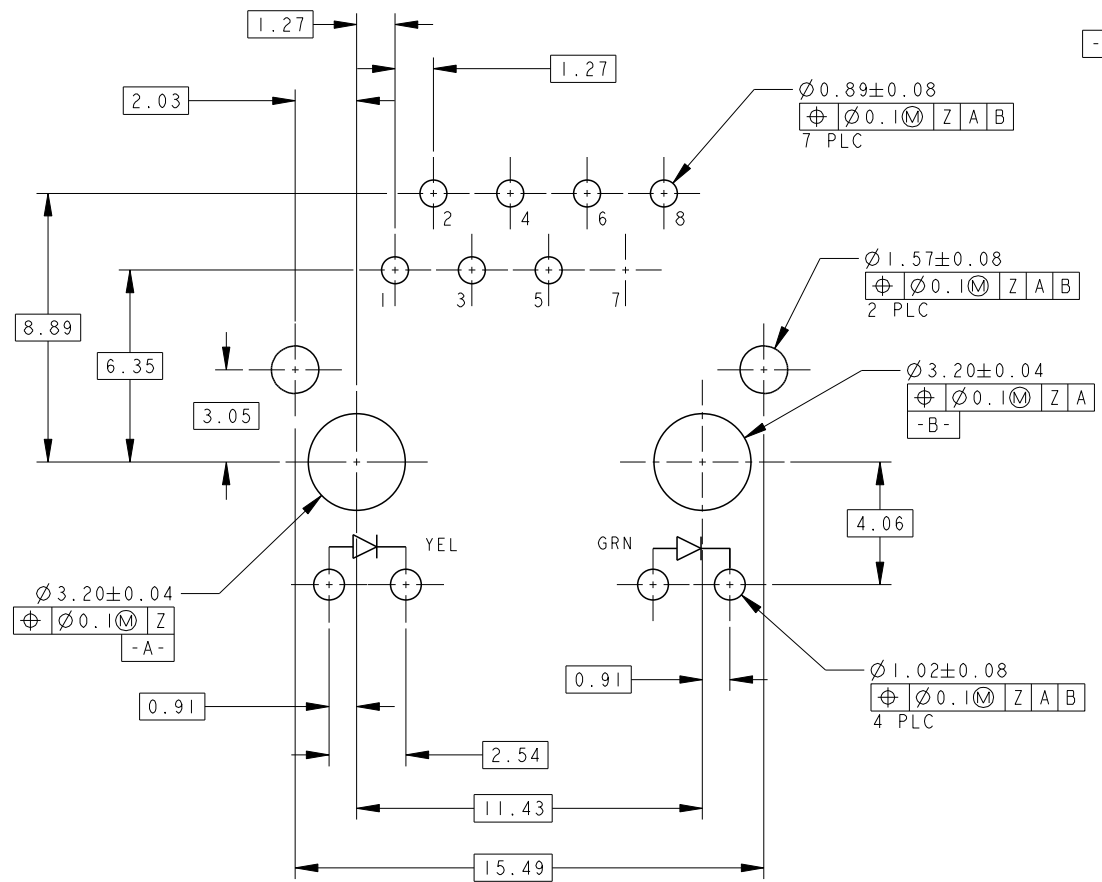 1.27
-
1.27
2.03
Ø0.89±0.08
⌖ Ø0.1Ⓜ Z A B
7 PLC
2 4 6 8
Ø1.57±0.08
⌖ Ø0.1Ⓜ Z A B
2 PLC
1 3 5 7
8.89
6.35
Ø3.20±0.04
⌖ Ø0.1Ⓜ Z A
-B-
3.05
4.06
YEL
GRN
Ø3.20±0.04
⌖ Ø0.1Ⓜ Z
-A-
Ø1.02±0.08
⌖ Ø0.1Ⓜ Z A B
4 PLC
0.91
0.91
2.54
11.43
15.49